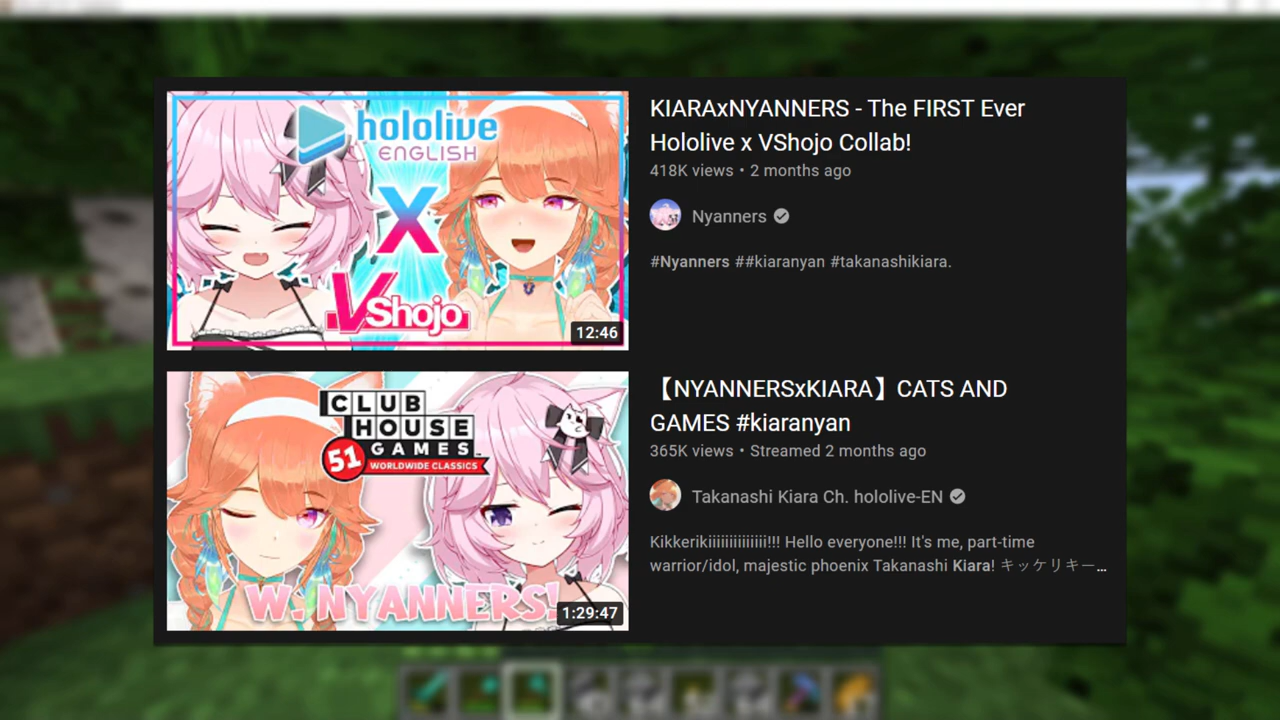 hololive
ENGLISH
X
VShojo
12:46
KIARAxNYANNERS - The FIRST Ever
Hololive x VShojo Collab!
418K views • 2 months ago
Nyanners
#Nyanners ##kiaranyan #takanashikiara.
CLUB
HOUSE
GAMES
51
WORLDWIDE CLASSICS
W. NYANNERS!
1:29:47
【NYANNERSxKIARA】CATS AND
GAMES #kiaranyan
365K views • Streamed 2 months ago
Takanashi Kiara Ch. hololive-EN
Kikkerikiiiiiiiiiiiiii!!! Hello everyone!!! It's me, part-time
warrior/idol, majestic phoenix Takanashi Kiara! キッケリキー...